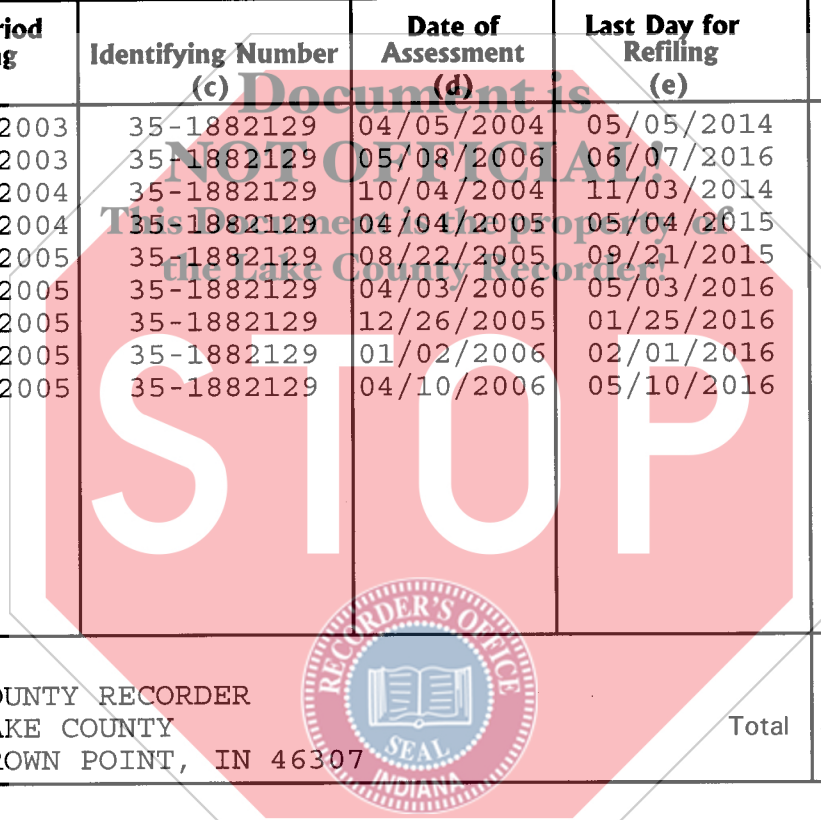 riod Date of Last Day for
g Identifying Number Assessment Refiling
(c) (d) (e)
Document is
2003 35-1882129 04/05/2004 05/05/2014
2003 35-1882129 05/08/2006 06/07/2016
NOT OFFICIAL!
2004 35-1882129 10/04/2004 11/03/2014
2004 35-1882129 04/04/2005 05/04/2015
This Document is the property of
2005 35-1882129 08/22/2005 09/21/2015
the Lake County Recorder!
2005 35-1882129 04/03/2006 05/03/2016
2005 35-1882129 12/26/2005 01/25/2016
2005 35-1882129 01/02/2006 02/01/2016
2005 35-1882129 04/10/2006 05/10/2016
STOP
RECORDER'S OFFICE
SEAL
INDIANA
OUNTY RECORDER
AKE COUNTY Total
ROWN POINT, IN 46307